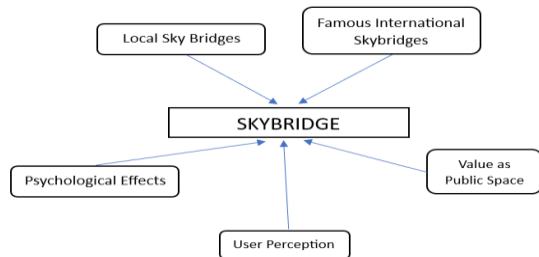 Local Sky Bridges
Famous International
Skybridges
SKYBRIDGE
Psychological Effects
Value as
Public Space
User Perception